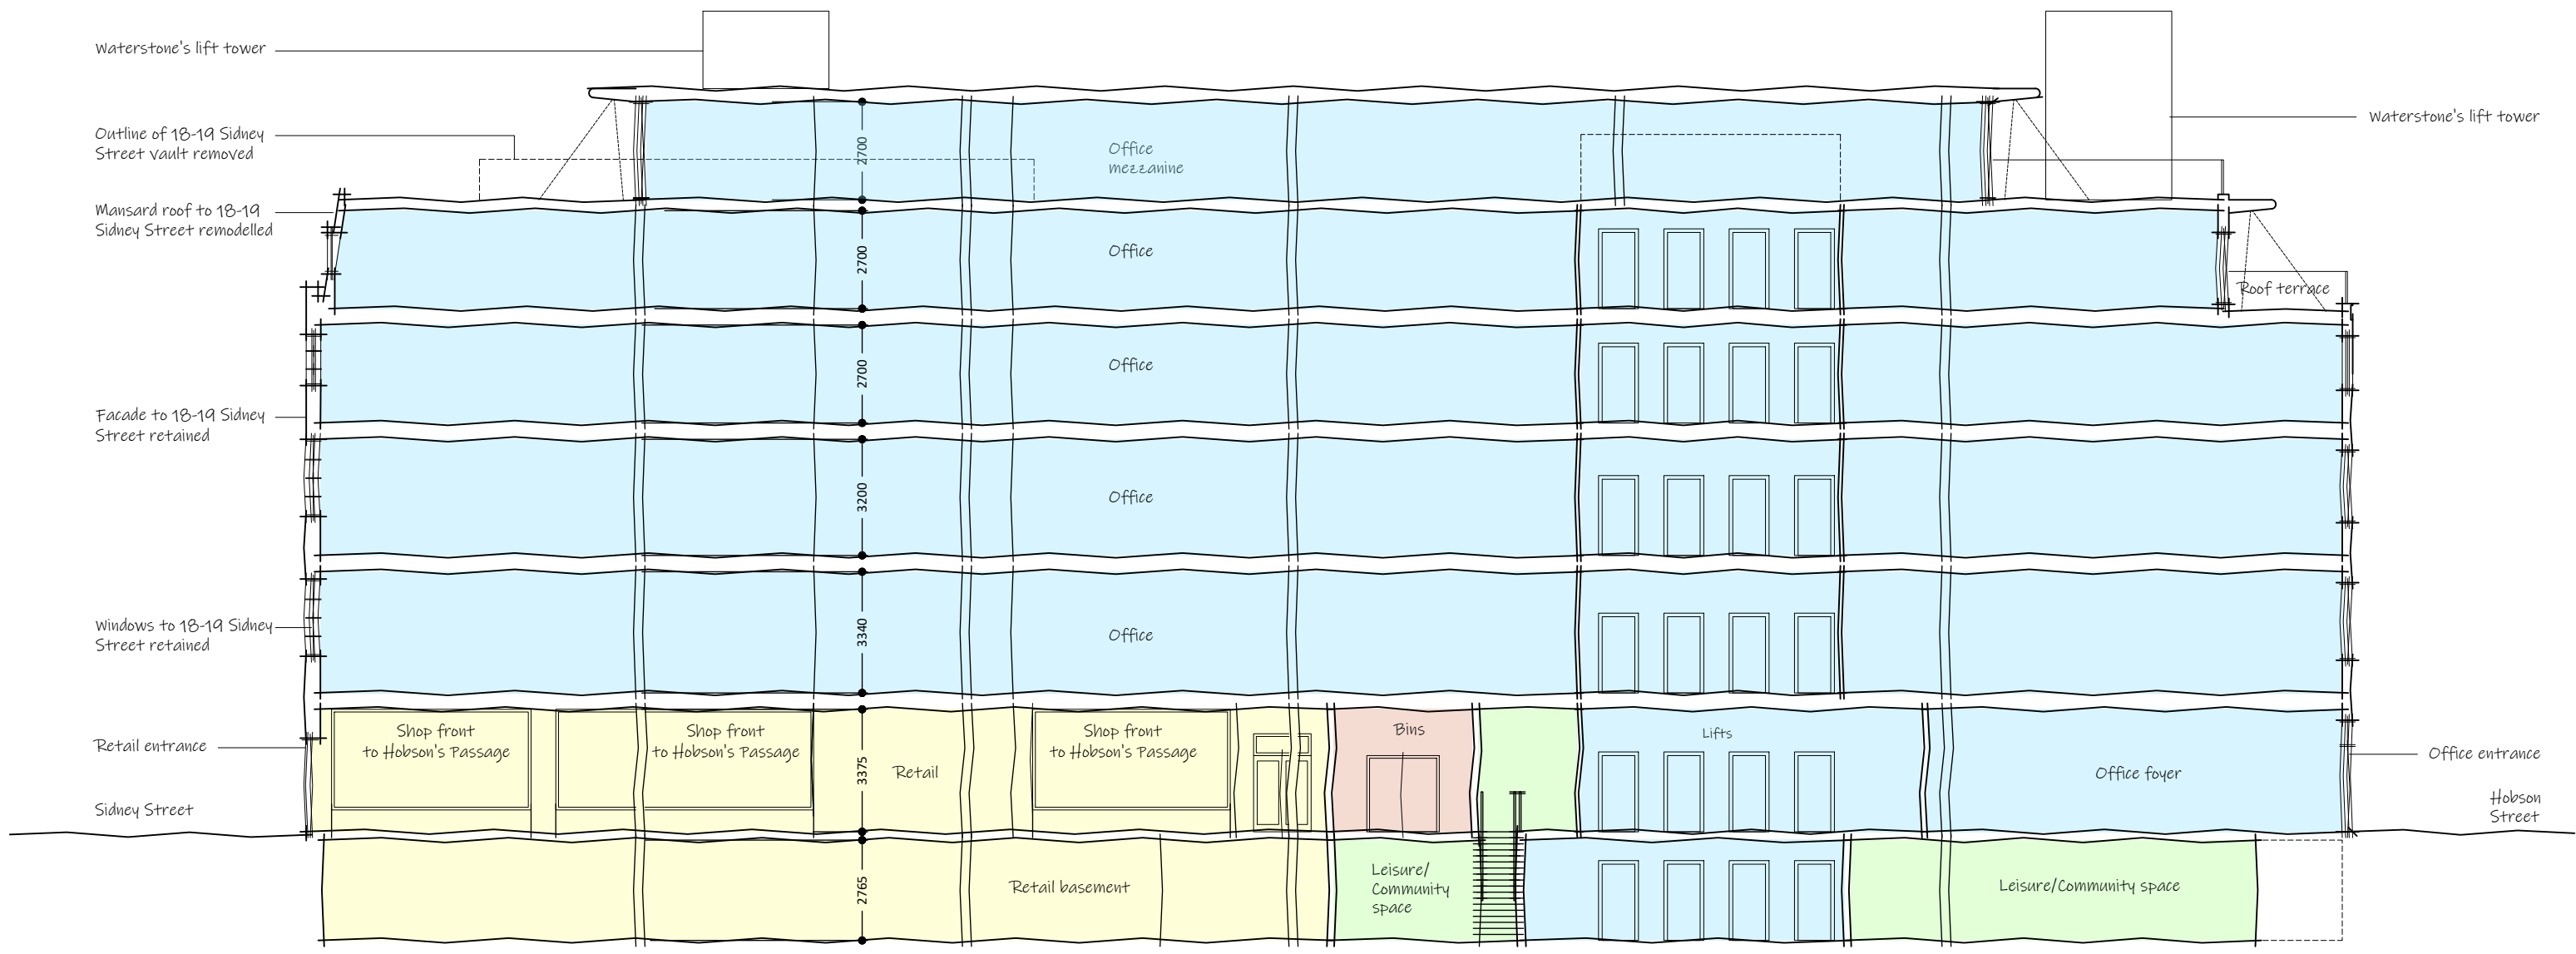 Waterstone's lift tower
Waterstone's lift tower
Outline of 18-19 Sidney
Street vault removed
2700
Office
mezzanine
Mansard roof to 18-19
Sidney Street remodelled
2700
Office
Roof terrace
2700
Office
Facade to 18-19 Sidney
Street retained
3200
Office
Windows to 18-19 Sidney
Street retained
3340
Office
Shop front
to Hobson's Passage
Shop front
to Hobson's Passage
Shop front
to Hobson's Passage
Bins
Lifts
Retail entrance
3375
Retail
Office foyer
Office entrance
Sidney Street
Hobson
Street
2765
Retail basement
Leisure/
Community
space
Leisure/Community space